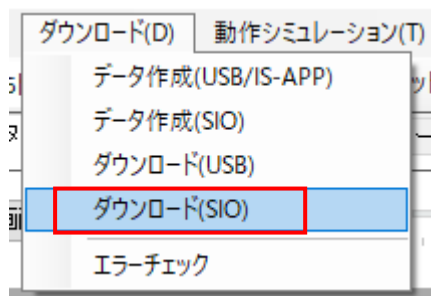 ダウンロード(D) 動作シミュレーション(T)
データ作成(USB/IS-APP)
データ作成(SIO)
ダウンロード(USB)
ダウンロード(SIO)
エラーチェック